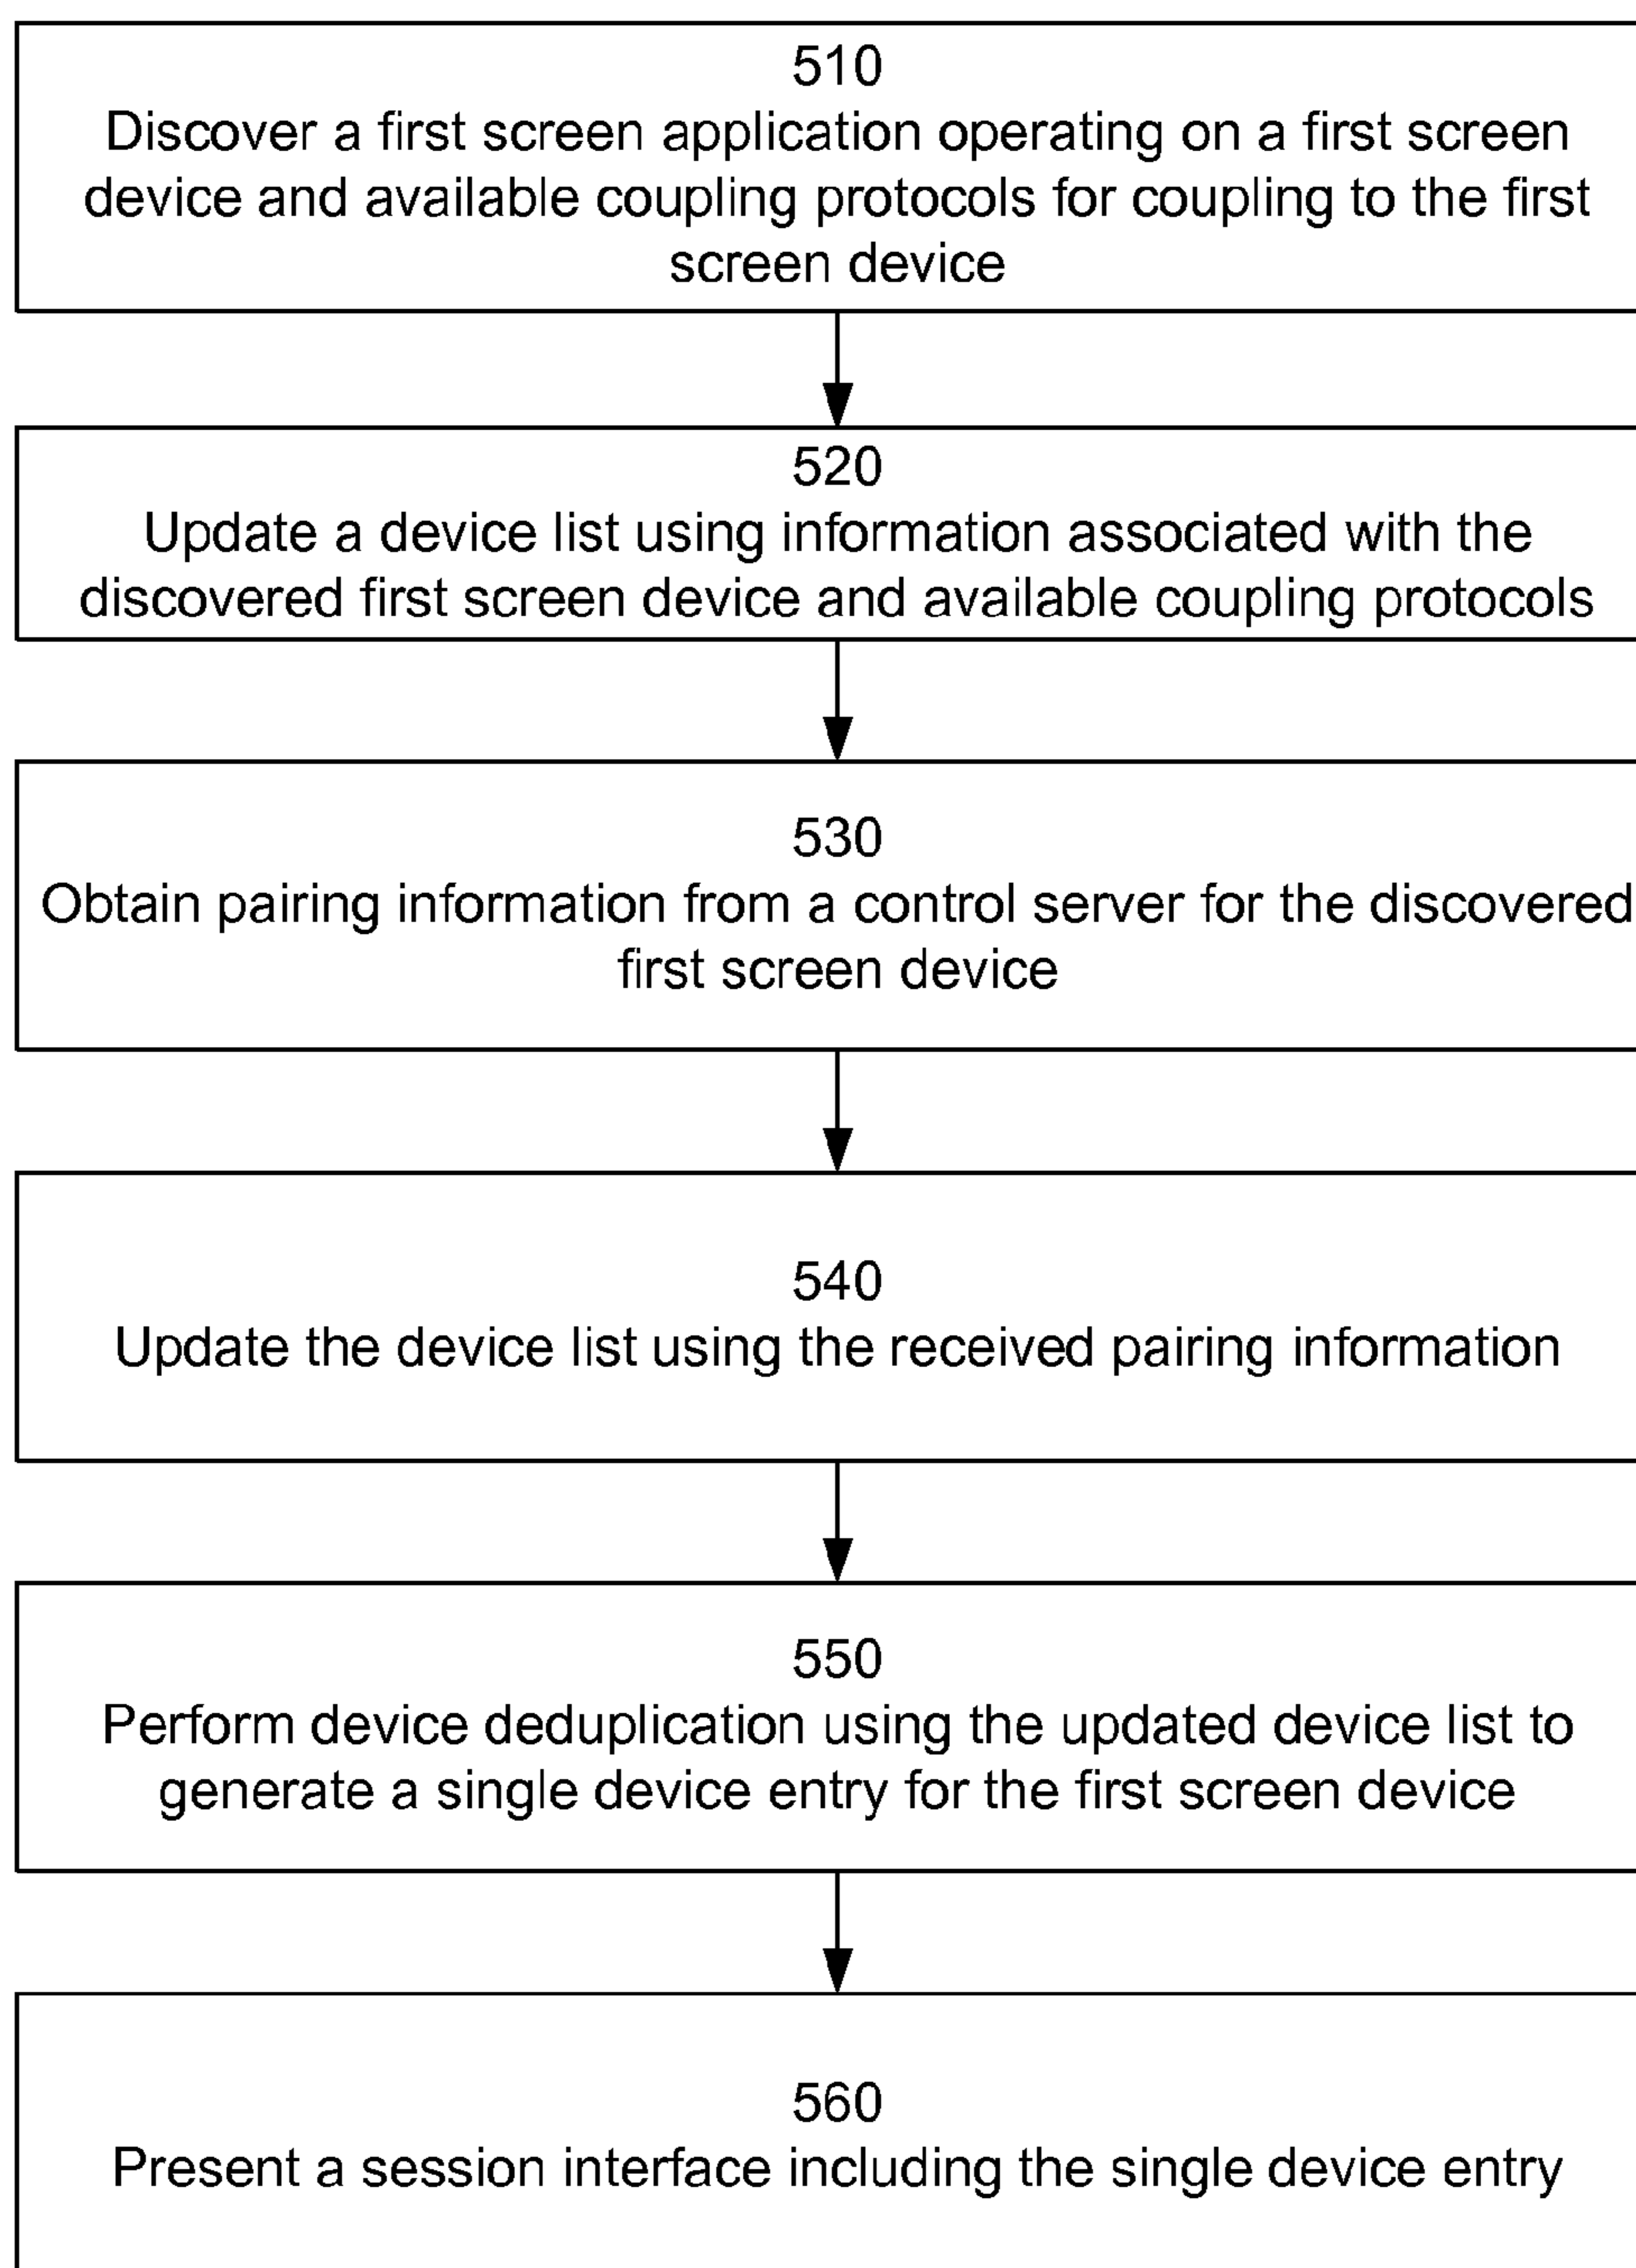 510
Discover a first screen application operating on a first screen
device and available coupling protocols for coupling to the first
screen device
520
Update a device list using information associated with the
discovered first screen device and available coupling protocols
530
Obtain pairing information from a control server for the discovered
first screen device
540
Update the device list using the received pairing information
550
Perform device deduplication using the updated device list to
generate a single device entry for the first screen device
560
Present a session interface including the single device entry